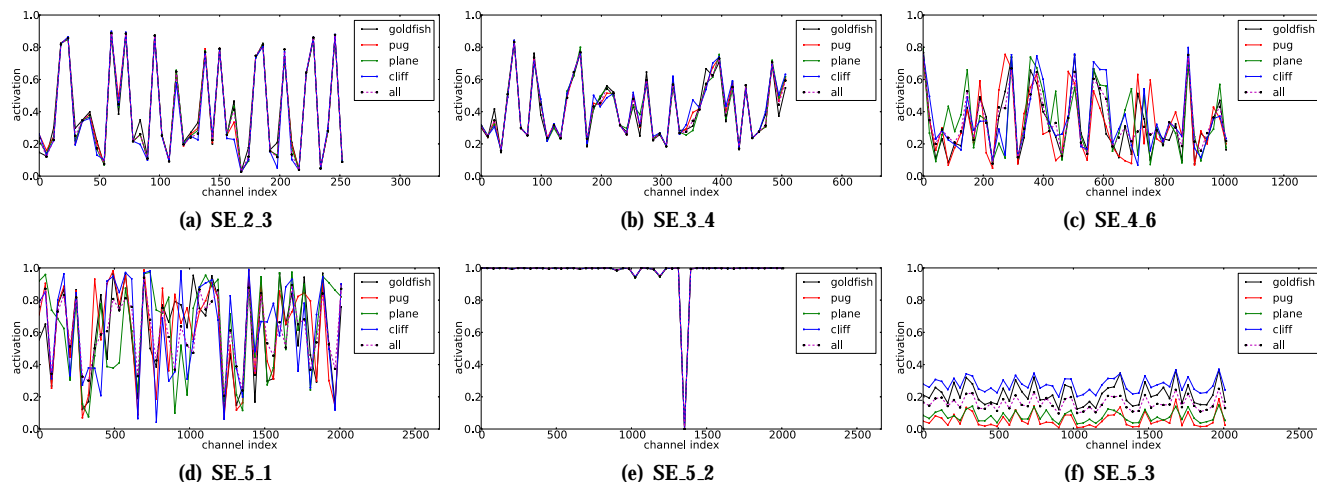 1.0
0.8
0.6
0.4
0.2
0.0
activation
0 50 100 150 200 250 300
channel index
goldfish
pug
plane
cliff
all
(a) SE_2_3
1.0
0.8
0.6
0.4
0.2
0.0
activation
0 100 200 300 400 500 600
channel index
goldfish
pug
plane
cliff
all
(b) SE_3_4
1.0
0.8
0.6
0.4
0.2
0.0
activation
0 200 400 600 800 1000 1200
channel index
goldfish
pug
plane
cliff
all
(c) SE_4_6
1.0
0.8
0.6
0.4
0.2
0.0
activation
0 500 1000 1500 2000 2500
channel index
goldfish
pug
plane
cliff
all
(d) SE_5_1
1.0
0.8
0.6
0.4
0.2
0.0
activation
0 500 1000 1500 2000 2500
channel index
goldfish
pug
plane
cliff
all
(e) SE_5_2
1.0
0.8
0.6
0.4
0.2
0.0
activation
0 500 1000 1500 2000 2500
channel index
goldfish
pug
plane
cliff
all
(f) SE_5_3